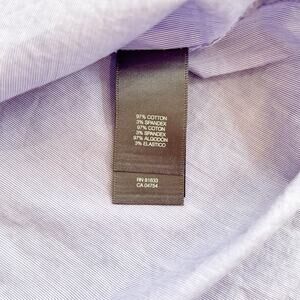 97% COTTON
3% SPANDEX
97% COTON
3% SPANDEX
97% ALGODÓN
3% ELASTICO
RN 81633
CA 04754